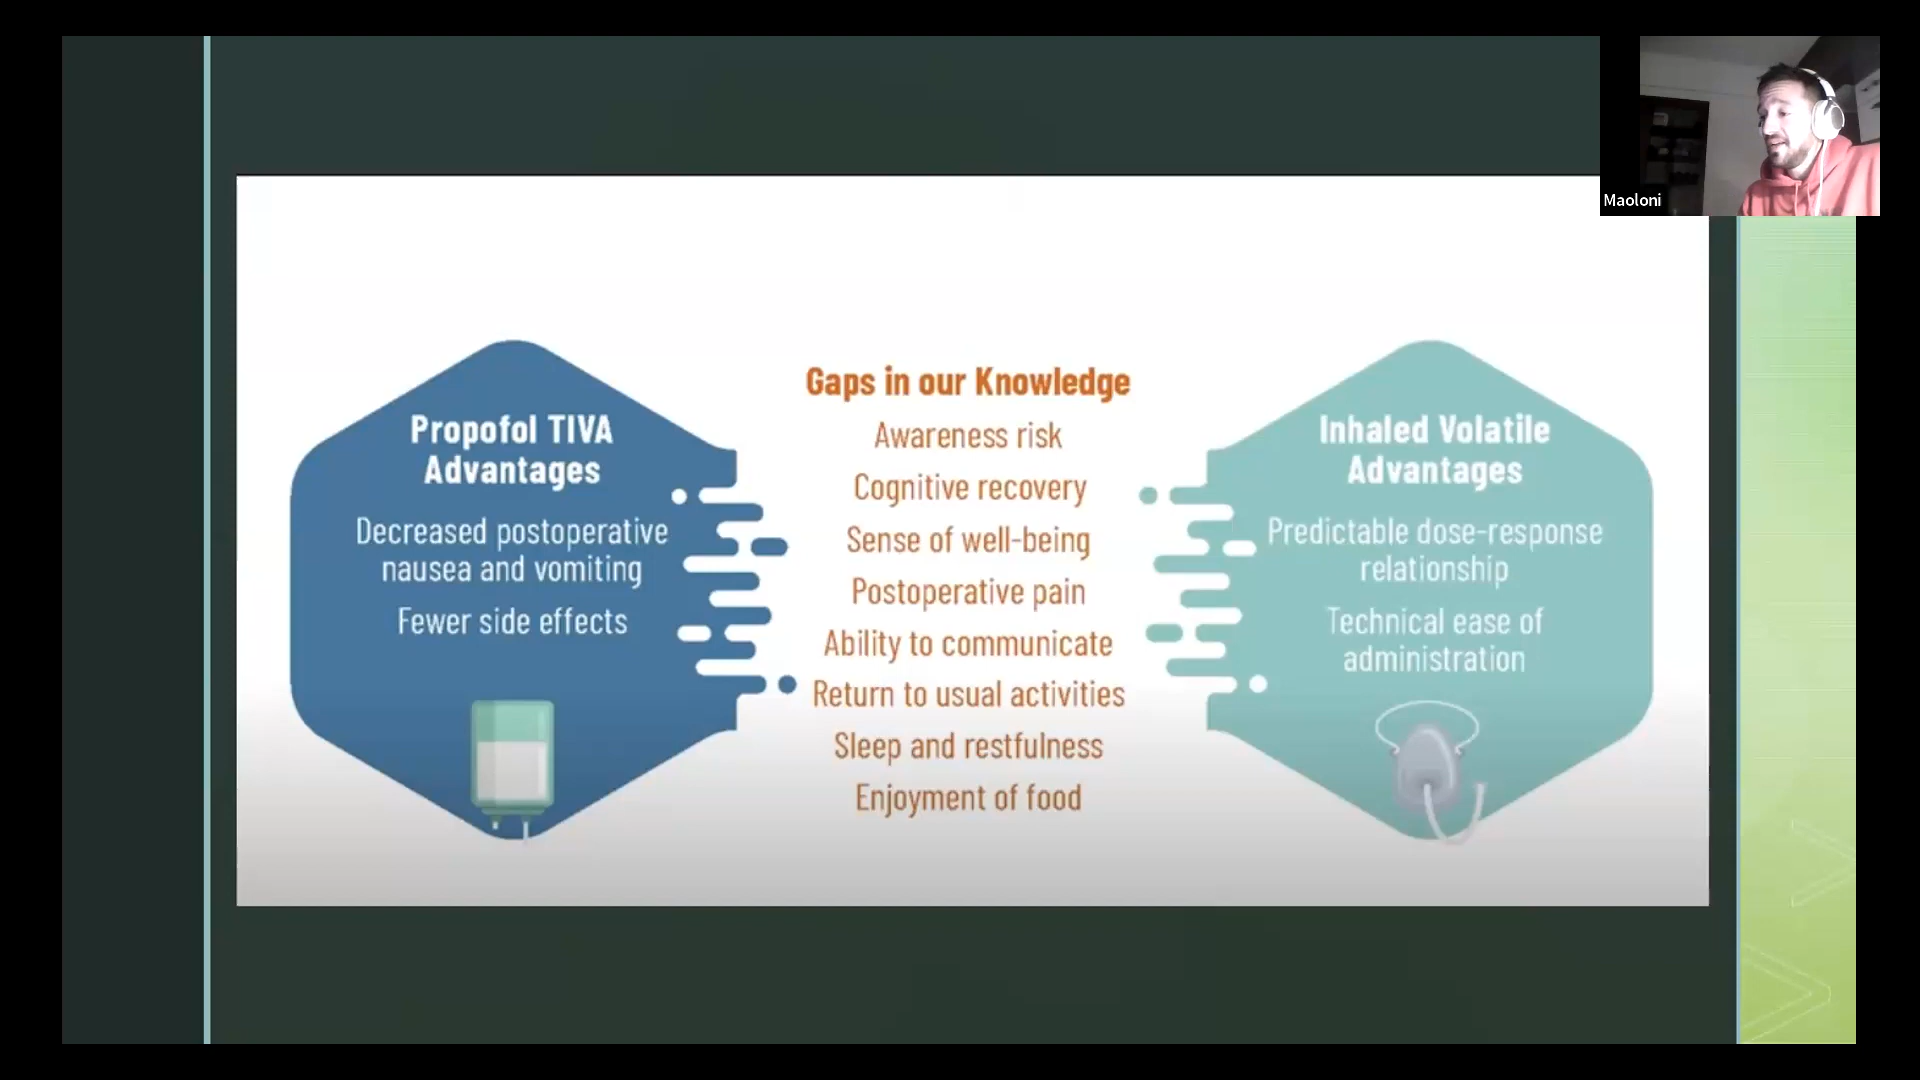 Maoloni
Propofol TIVA
Advantages
Decreased postoperative
nausea and vomiting
Fewer side effects
Gaps in our Knowledge
Awareness risk
Cognitive recovery
Sense of well-being
Postoperative pain
Ability to communicate
Return to usual activities
Sleep and restfulness
Enjoyment of food
Inhaled Volatile
Advantages
Predictable dose-response
relationship
Technical ease of
administration